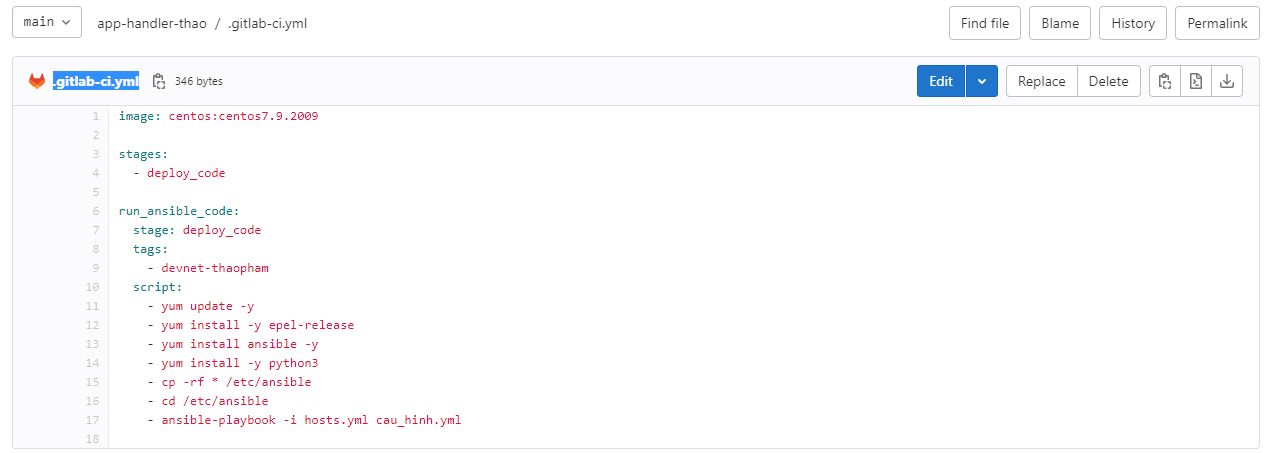 main app-handler-thao / .gitlab-ci.yml Find file Blame History Permalink
.gitlab-ci.yml 346 bytes Edit Replace Delete
1 image: centos:centos7.9.2009
2
3 stages:
4 - deploy_code
5
6 run_ansible_code:
7 stage: deploy_code
8 tags:
9 - devnet-thaopham
10 script:
11 - yum update -y
12 - yum install -y epel-release
13 - yum install ansible -y
14 - yum install -y python3
15 - cp -rf * /etc/ansible
16 - cd /etc/ansible
17 - ansible-playbook -i hosts.yml cau_hinh.yml
18